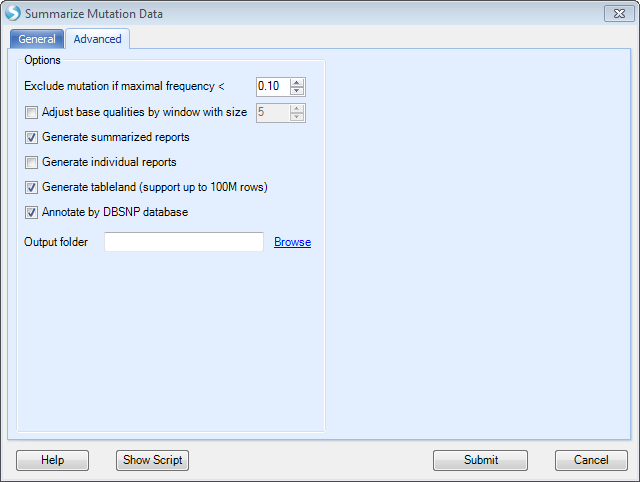 Summarize Mutation Data
General Advanced
Options
Exclude mutation if maximal frequency < 0.10
Adjust base qualities by window with size 5
Generate summarized reports
Generate individual reports
Generate tableland (support up to 100M rows)
Annotate by DBSNP database
Output folder Browse
Help Show Script Submit Cancel